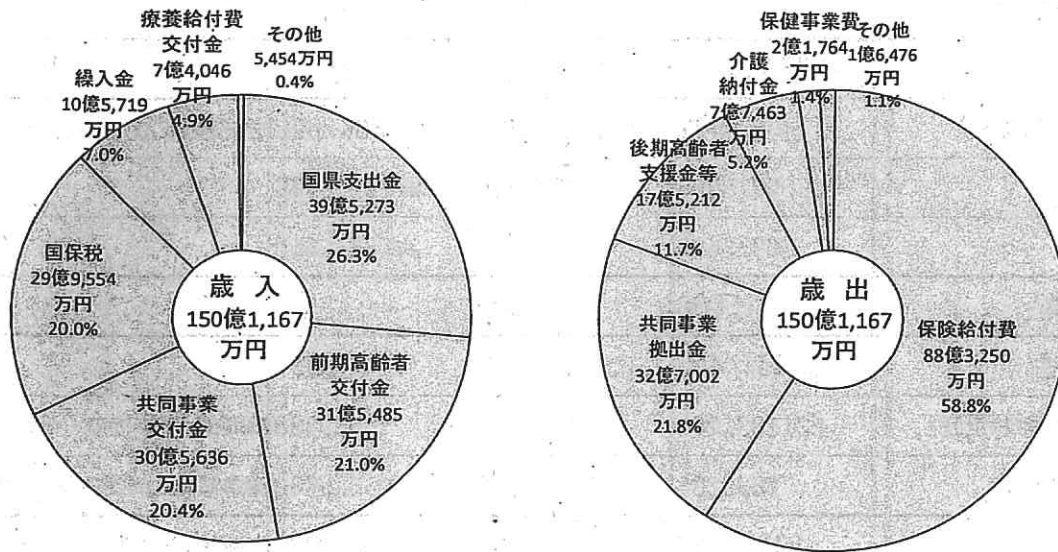 療養給付費
交付金
7億4,046
万円
4.9%
その他
5,454万円
0.4%
繰入金
10億5,719
万円
7.0%
国県支出金
39億5,273
万円
26.3%
国保税
29億9,554
万円
20.0%
歳 入
150億1,167
万円
前期高齢者
交付金
31億5,485
万円
21.0%
共同事業
交付金
30億5,636
万円
20.4%
保健事業費
2億1,764
万円
1.4%
その他
1億6,476
万円
1.1%
介護
納付金
7億7,463
万円
5.2%
後期高齢者
支援金等
17億5,212
万円
11.7%
歳 出
150億1,167
万円
共同事業
拠出金
32億7,002
万円
21.8%
保険給付費
88億3,250
万円
58.8%